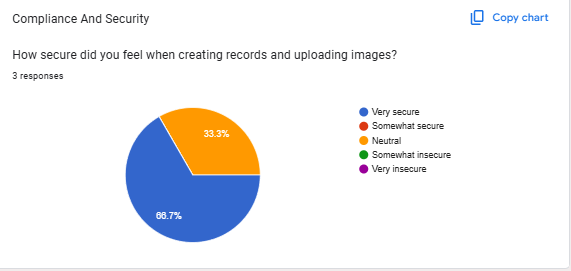 Compliance And Security
Copy chart
How secure did you feel when creating records and uploading images?
3 responses
33.3%
66.7%
Very secure
Somewhat secure
Neutral
Somewhat insecure
Very insecure